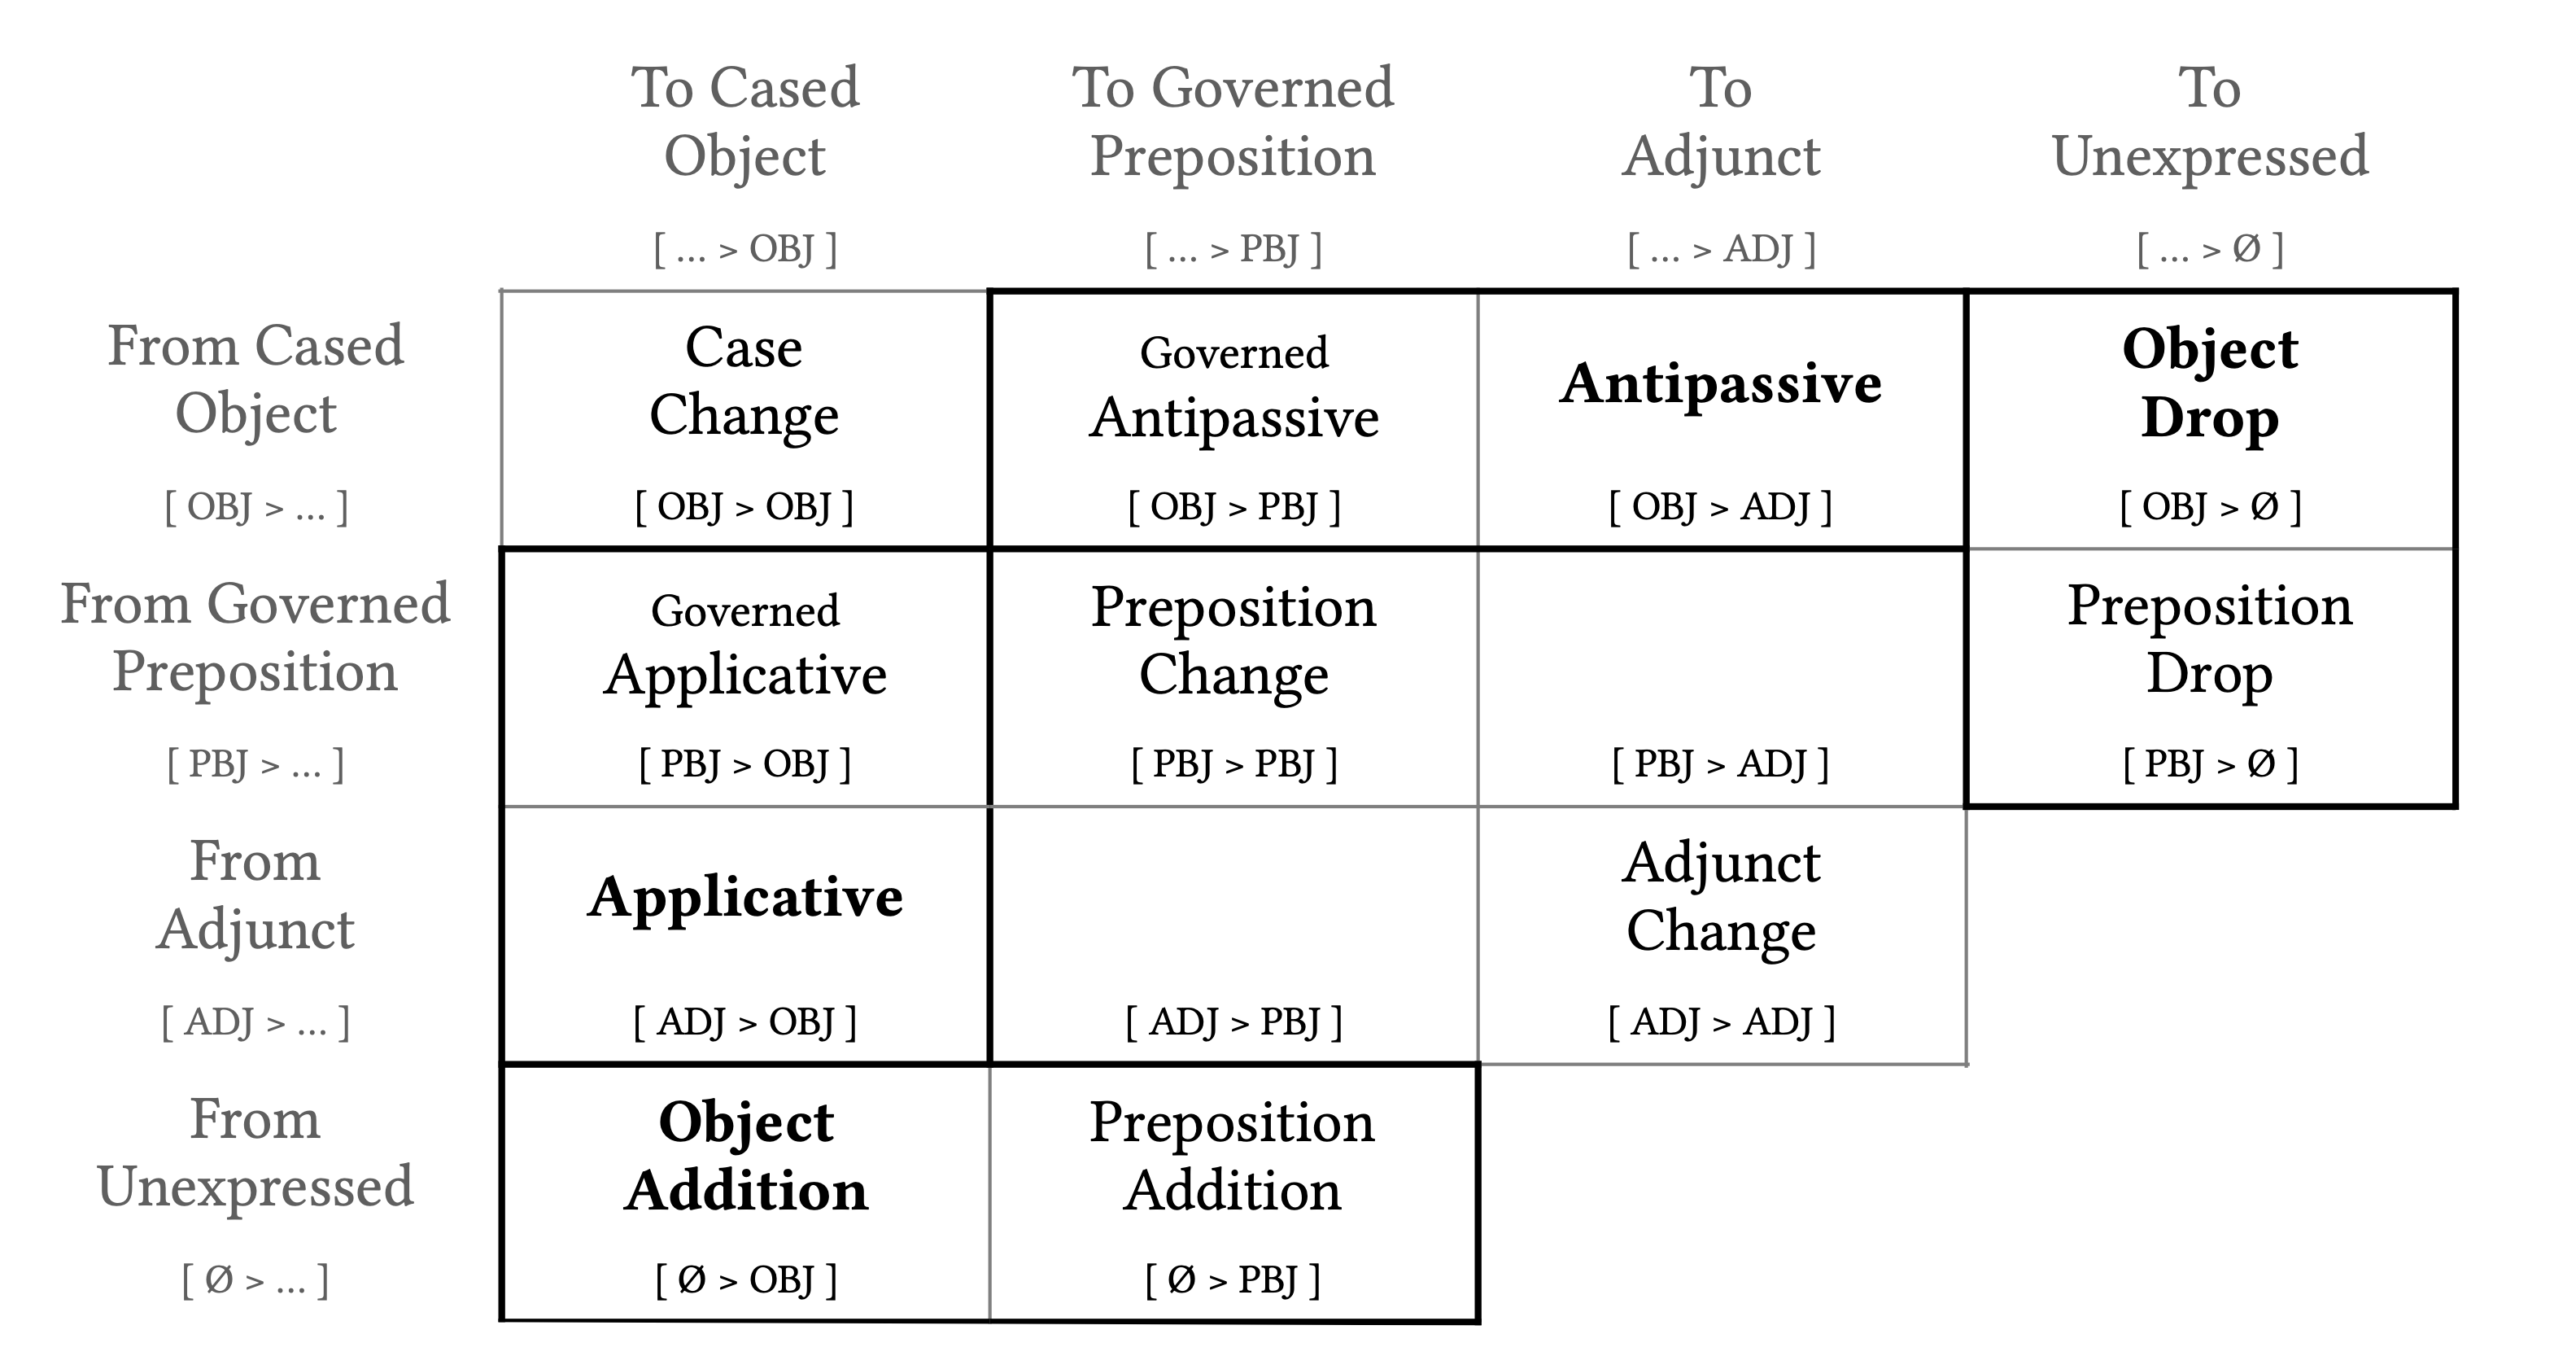 To Cased
Object
[ … > OBJ ]
To Governed
Preposition
[ … > PBJ ]
To
Adjunct
[ … > ADJ ]
To
Unexpressed
[ … > Ø ]
From Cased
Object
[ OBJ > … ]
Case
Change
[ OBJ > OBJ ]
Governed
Antipassive
[ OBJ > PBJ ]
Antipassive
[ OBJ > ADJ ]
Object
Drop
[ OBJ > Ø ]
From Governed
Preposition
[ PBJ > … ]
Governed
Applicative
[ PBJ > OBJ ]
Preposition
Change
[ PBJ > PBJ ]
[ PBJ > ADJ ]
Preposition
Drop
[ PBJ > Ø ]
From
Adjunct
[ ADJ > … ]
Applicative
[ ADJ > OBJ ]
[ ADJ > PBJ ]
Adjunct
Change
[ ADJ > ADJ ]
From
Unexpressed
[ Ø > … ]
Object
Addition
[ Ø > OBJ ]
Preposition
Addition
[ Ø > PBJ ]